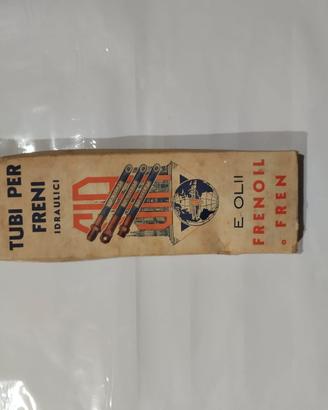 TUBI PER
FRENI
IDRAULICI
E OLII
FRENOIL
o FREN